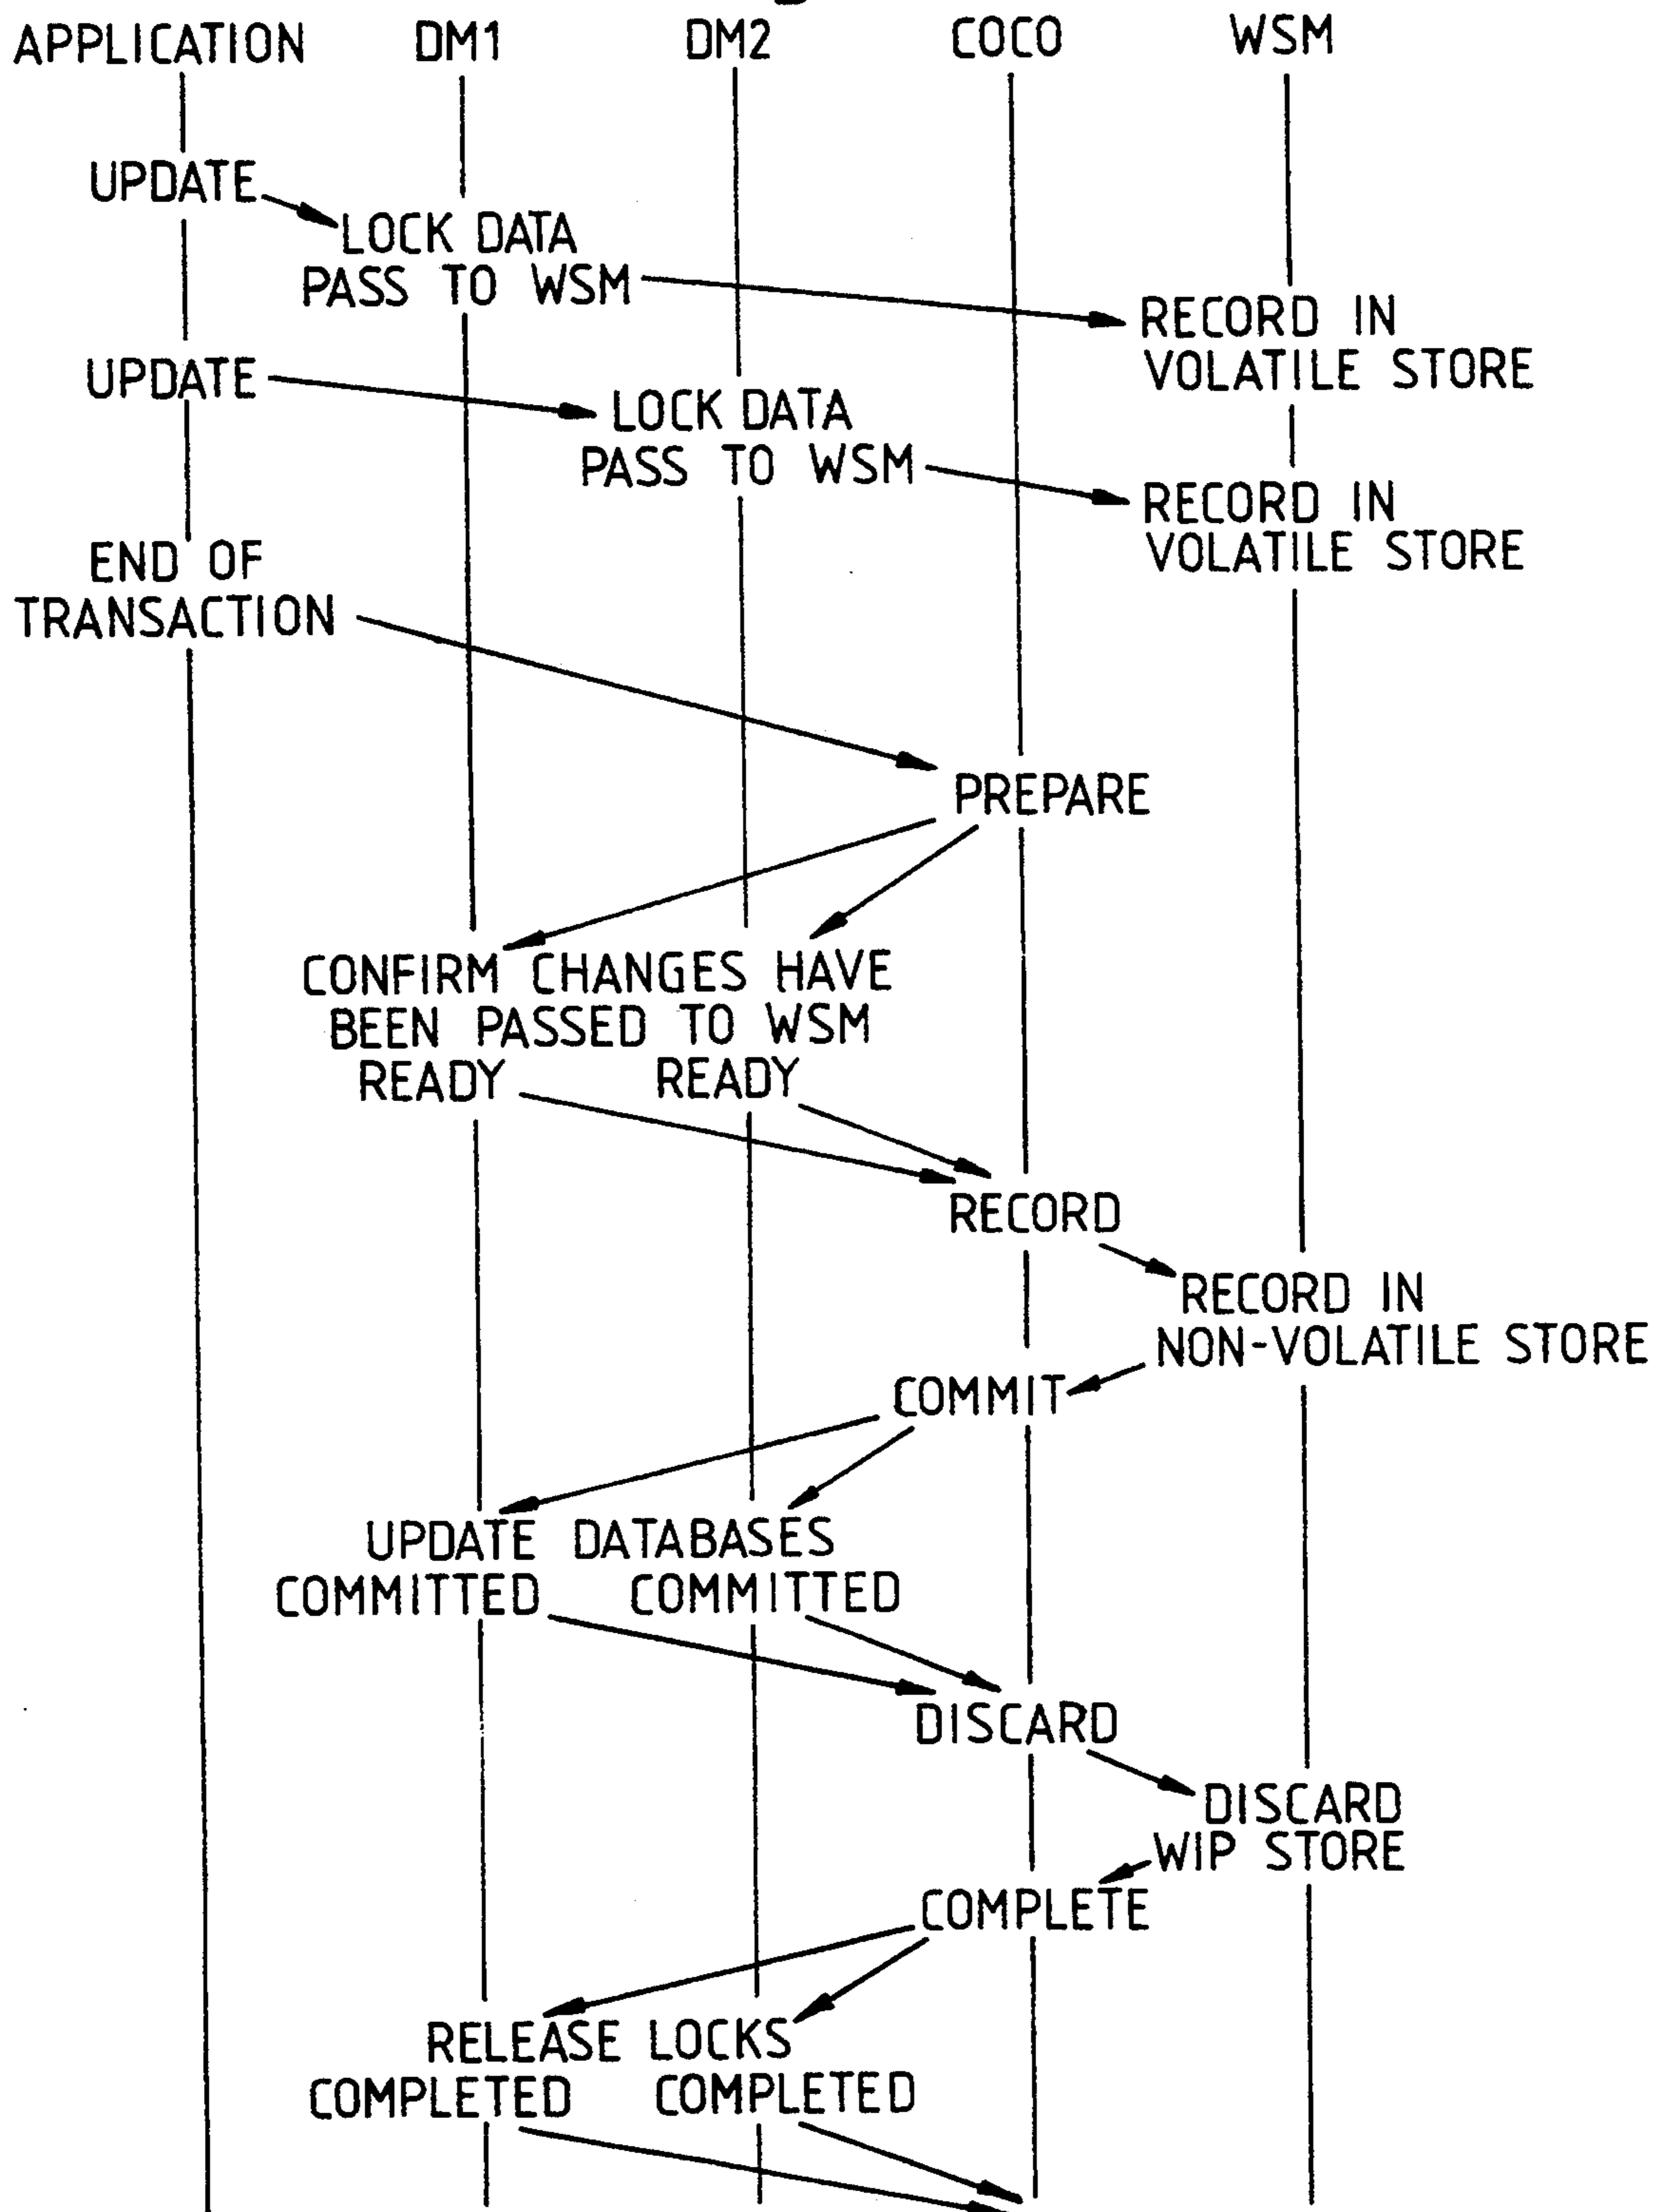 APPLICATION DM1 DM2 COCO WSM
UPDATE
LOCK DATA
PASS TO WSM
RECORD IN
VOLATILE STORE
UPDATE
LOCK DATA
PASS TO WSM
RECORD IN
VOLATILE STORE
END OF
TRANSACTION
PREPARE
CONFIRM CHANGES HAVE
BEEN PASSED TO WSM
READY READY
RECORD
RECORD IN
NON-VOLATILE STORE
COMMIT
UPDATE DATABASES
COMMITTED COMMITTED
DISCARD
DISCARD
WIP STORE
COMPLETE
RELEASE LOCKS
COMPLETED COMPLETED